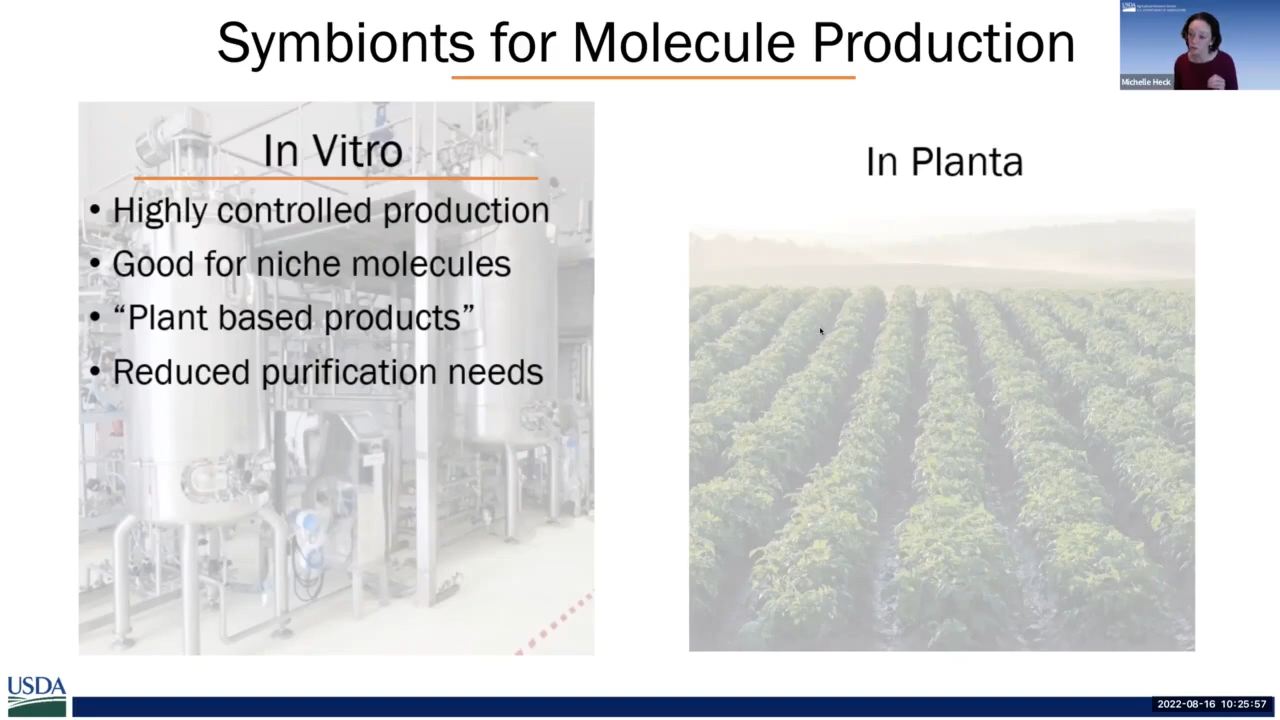 Symbionts for Molecule Production
Michelle Heck
In Vitro
• Highly controlled production
• Good for niche molecules
• “Plant based products”
• Reduced purification needs
In Planta
USDA
2022-08-16 10:25:57